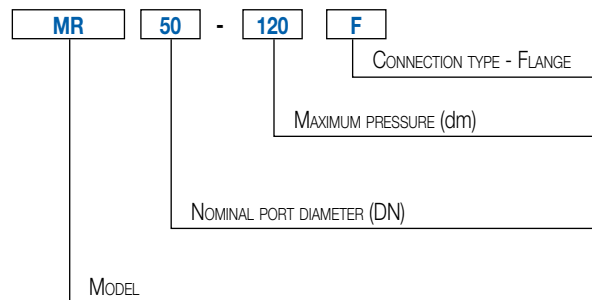 MR 50 - 120 F
CONNECTION TYPE - FLANGE
MAXIMUM PRESSURE (dm)
NOMINAL PORT DIAMETER (DN)
MODEL